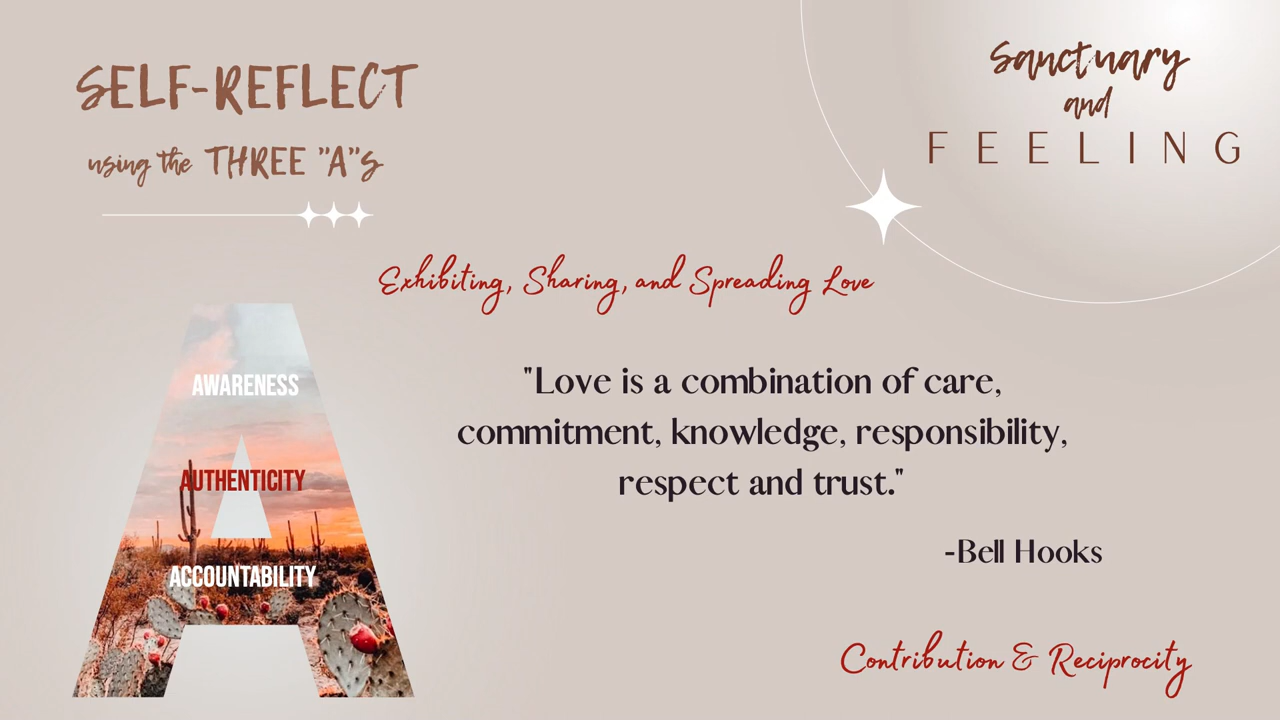 SELF-REFLECT
using the THREE "A"s
Sanctuary
and
FEELING
Exhibiting, Sharing, and Spreading Love
AWARENESS
AUTHENTICITY
ACCOUNTABILITY
"Love is a combination of care,
commitment, knowledge, responsibility,
respect and trust."
-Bell Hooks
Contribution & Reciprocity